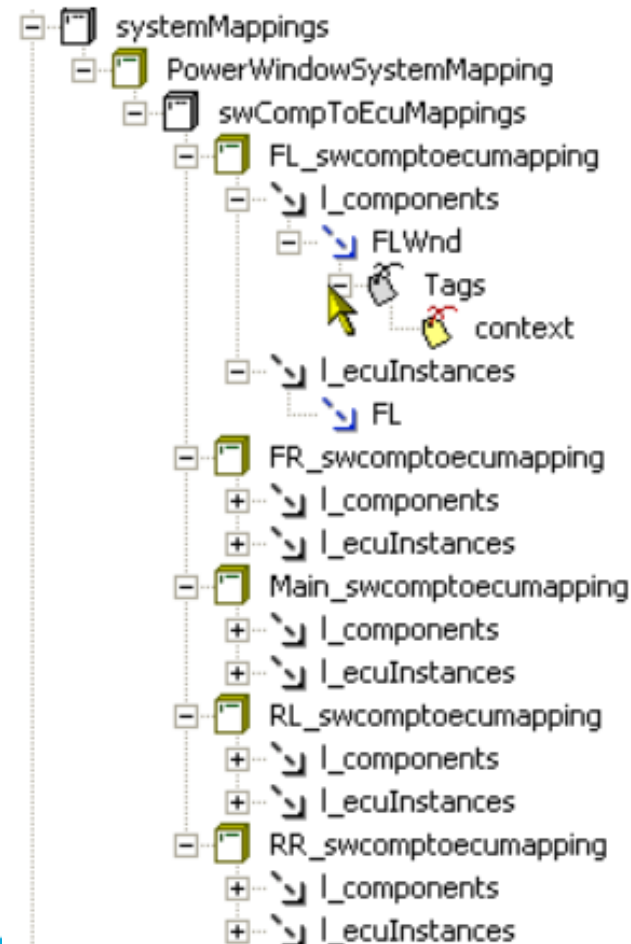 systemMappings
PowerWindowSystemMapping
swCompToEcuMappings
FL_swcomptoecumapping
l_components
FLWnd
Tags
context
l_ecuInstances
FL
FR_swcomptoecumapping
l_components
l_ecuInstances
Main_swcomptoecumapping
l_components
l_ecuInstances
RL_swcomptoecumapping
l_components
l_ecuInstances
RR_swcomptoecumapping
l_components
l_ecuInstances